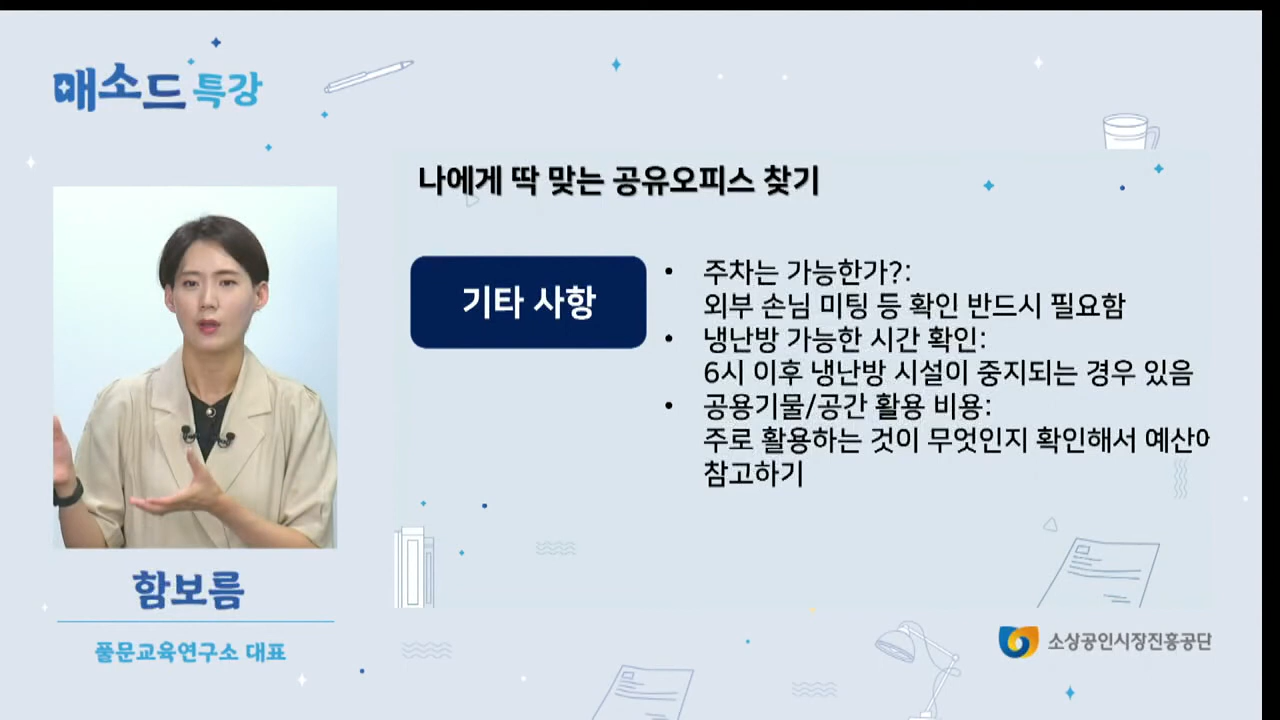 매소드 특강
나에게 딱 맞는 공유오피스 찾기
기타 사항
• 주차는 가능한가?:
외부 손님 미팅 등 확인 반드시 필요함
• 냉난방 가능한 시간 확인:
6시 이후 냉난방 시설이 중지되는 경우 있음
• 공용기물/공간 활용 비용:
주로 활용하는 것이 무엇인지 확인해서
참고하기
함보름
풀문교육연구소 대표
소상공인시장진흥공단